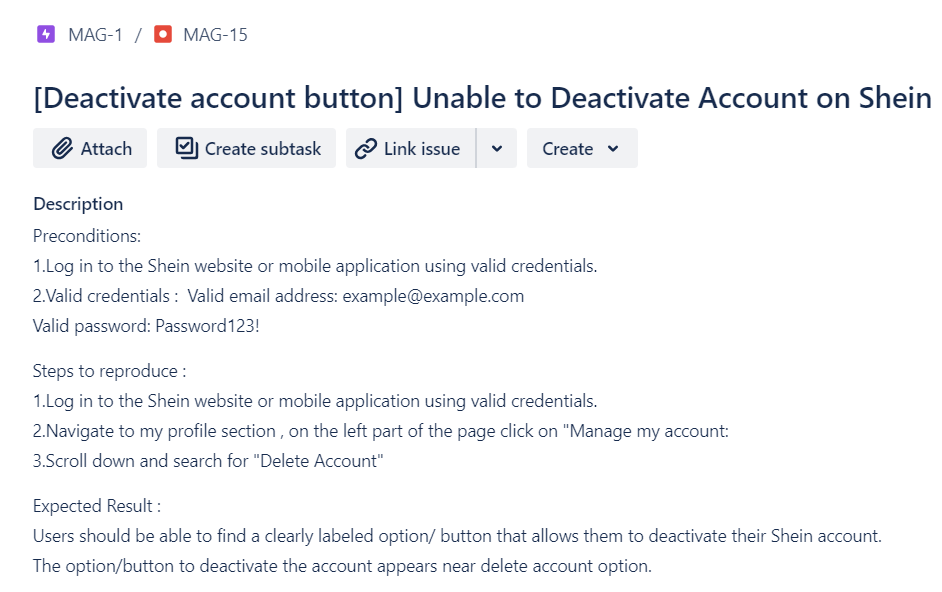 MAG-1 / MAG-15
[Deactivate account button] Unable to Deactivate Account on Shein
Attach Create subtask Link issue Create
Description
Preconditions:
1.Log in to the Shein website or mobile application using valid credentials.
2.Valid credentials :  Valid email address: example@example.com
Valid password: Password123!
Steps to reproduce :
1.Log in to the Shein website or mobile application using valid credentials.
2.Navigate to my profile section , on the left part of the page click on "Manage my account:
3.Scroll down and search for "Delete Account"
Expected Result :
Users should be able to find a clearly labeled option/ button that allows them to deactivate their Shein account.
The option/button to deactivate the account appears near delete account option.